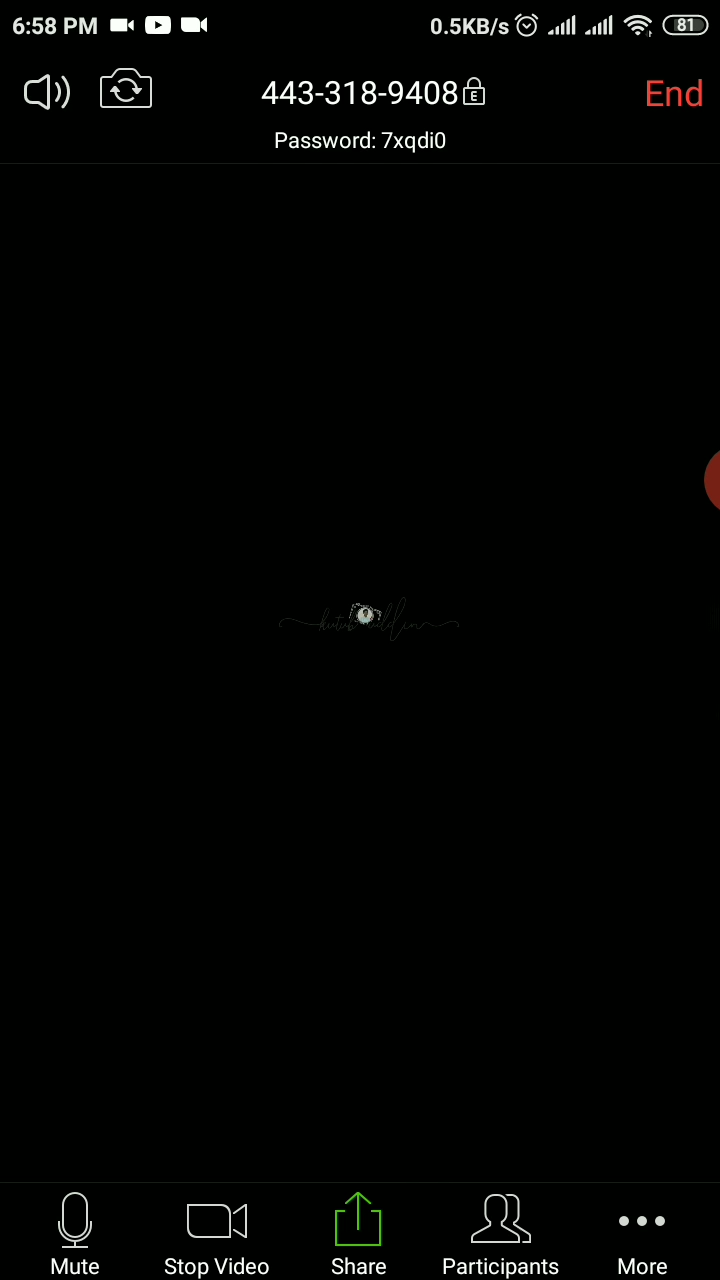 6:58 PM 0.5KB/s 81
443-318-9408 E End
Password: 7xqdi0
Mute Stop Video Share Participants More